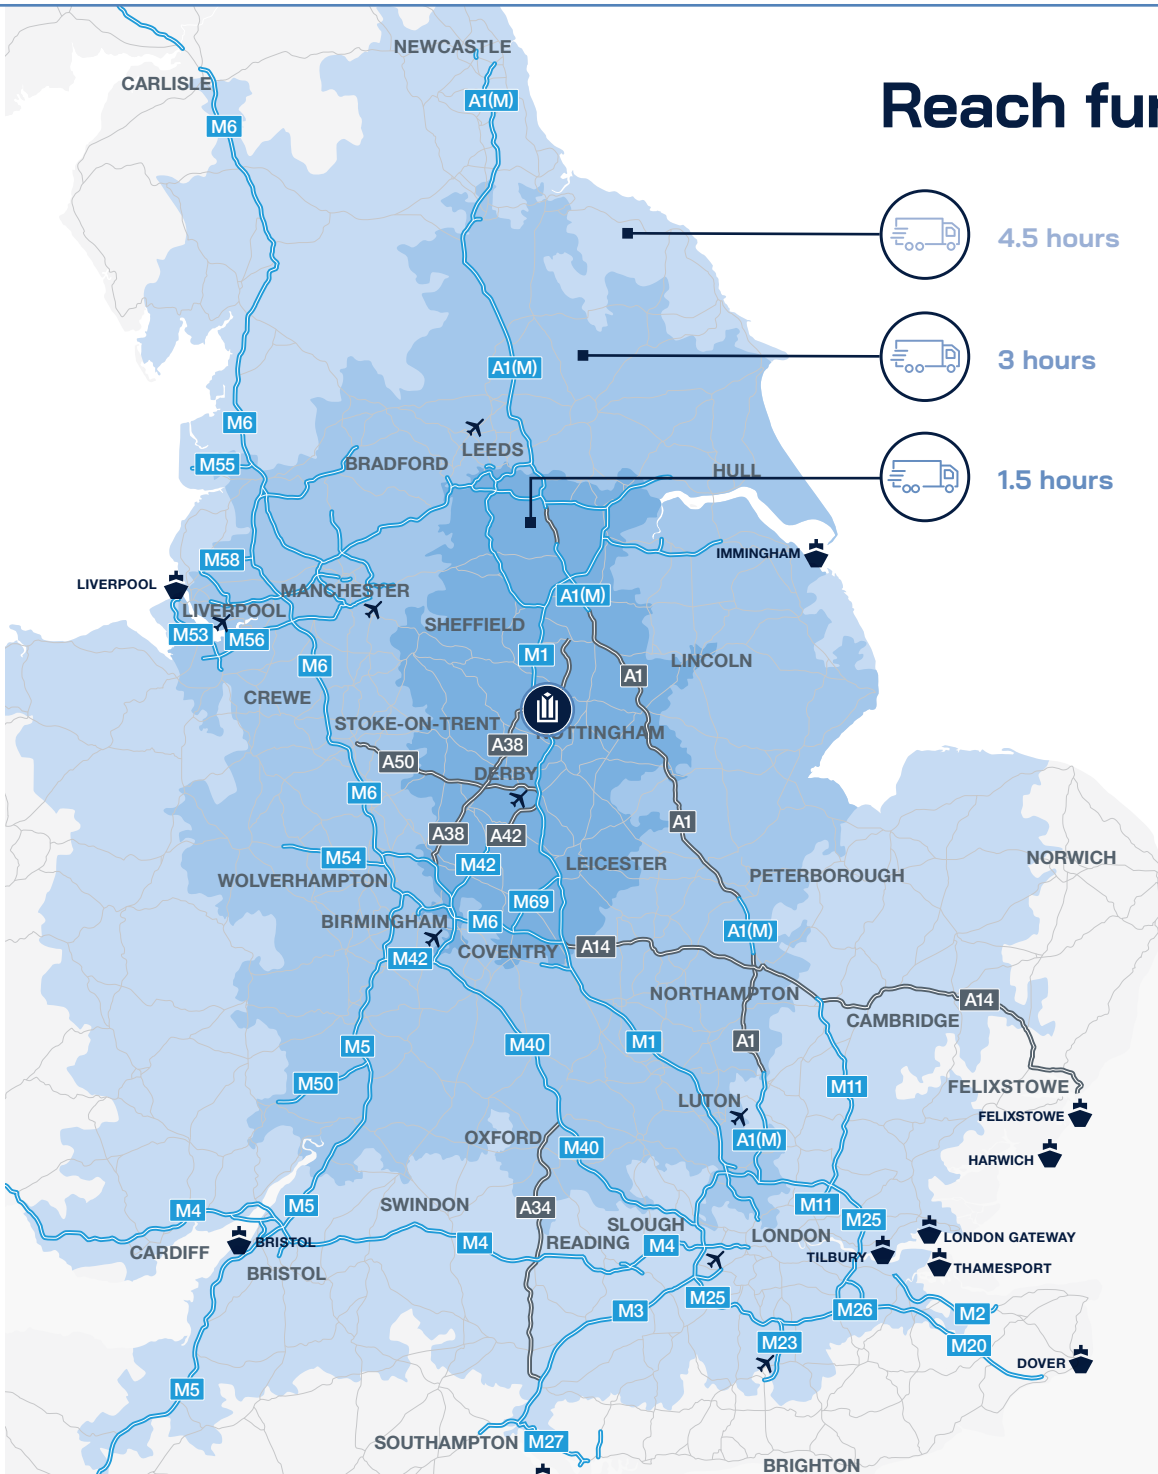 NEWCASTLE
CARLISLE
A1(M)
Reach fur
M6
4.5 hours
3 hours
A1(M)
M6
LEEDS
BRADFORD
M55
HULL
1.5 hours
IMMINGHAM
M58
LIVERPOOL
MANCHESTER
A1(M)
LIVERPOOL
SHEFFIELD
M53
M56
M1
LINCOLN
M6
A1
CREWE
STOKE-ON-TRENT
NOTTINGHAM
A38
A50
DERBY
M6
A1
A38
A42
M54
M42
LEICESTER
NORWICH
WOLVERHAMPTON
PETERBOROUGH
M69
BIRMINGHAM
M6
A1(M)
COVENTRY
A14
M42
NORTHAMPTON
A14
CAMBRIDGE
M5
M40
M1
A1
M50
M11
FELIXSTOWE
LUTON
FELIXSTOWE
OXFORD
M40
A1(M)
HARWICH
SWINDON
M5
A34
M11
M4
M25
SLOUGH
LONDON
LONDON GATEWAY
CARDIFF
BRISTOL
M4
READING
M4
TILBURY
BRISTOL
THAMESPORT
M25
M3
M26
M2
M23
M20
DOVER
M5
SOUTHAMPTON
M27
BRIGHTON